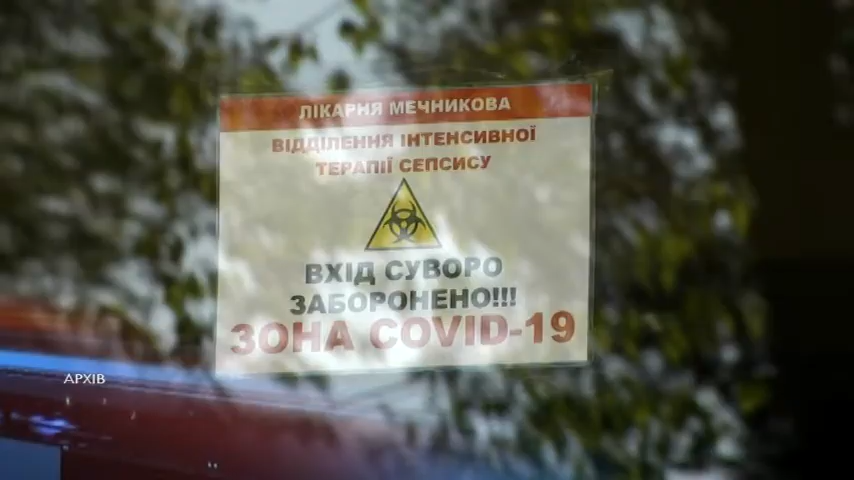 ЛІКАРНЯ МЕЧНИКОВА
ВІДДІЛЕННЯ ІНТЕНСИВНОЇ
ТЕРАПІЇ СЕПСИСУ
ВХІД СУВОРО
ЗАБОРОНЕНО!!!
ЗОНА COVID-19
АРХІВ